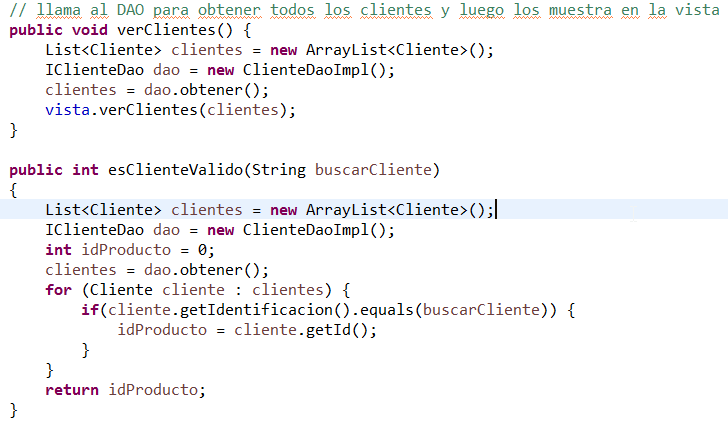 // llama al DAO para obtener todos los clientes y luego los muestra en la vista
public void verClientes() {
    List<Cliente> clientes = new ArrayList<Cliente>();
    IClienteDao dao = new ClienteDaoImpl();
    clientes = dao.obtener();
    vista.verClientes(clientes);
}

public int esClienteValido(String buscarCliente)
{
    List<Cliente> clientes = new ArrayList<Cliente>();
    IClienteDao dao = new ClienteDaoImpl();
    int idProducto = 0;
    clientes = dao.obtener();
    for (Cliente cliente : clientes) {
        if(cliente.getIdentificacion().equals(buscarCliente)) {
            idProducto = cliente.getId();
        }
    }
    return idProducto;
}